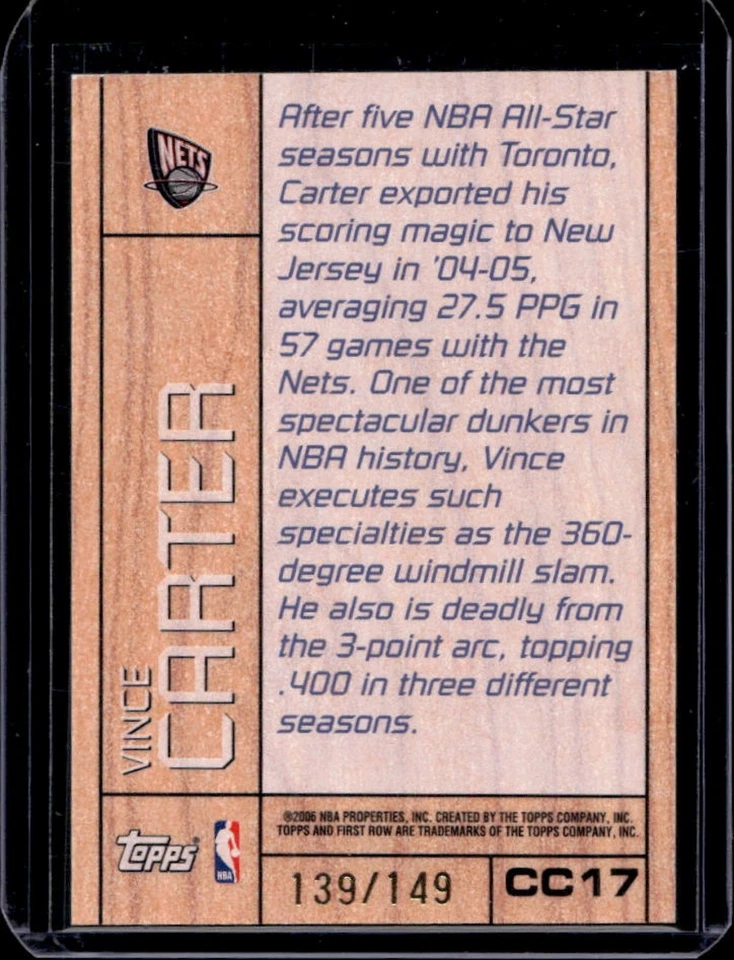 NETS
After five NBA All-Star
seasons with Toronto,
Carter exported his
scoring magic to New
Jersey in '04-05,
averaging 27.5 PPG in
57 games with the
Nets. One of the most
spectacular dunkers in
NBA history, Vince
executes such
specialties as the 360-
degree windmill slam.
He also is deadly from
the 3-point arc, topping
.400 in three different
seasons.
VINCE
CARTER
©2006 NBA PROPERTIES, INC. CREATED BY THE TOPPS COMPANY, INC.
TOPPS AND FIRST ROW ARE TRADEMARKS OF THE TOPPS COMPANY, INC.
Topps®
NBA
139/149
CC17